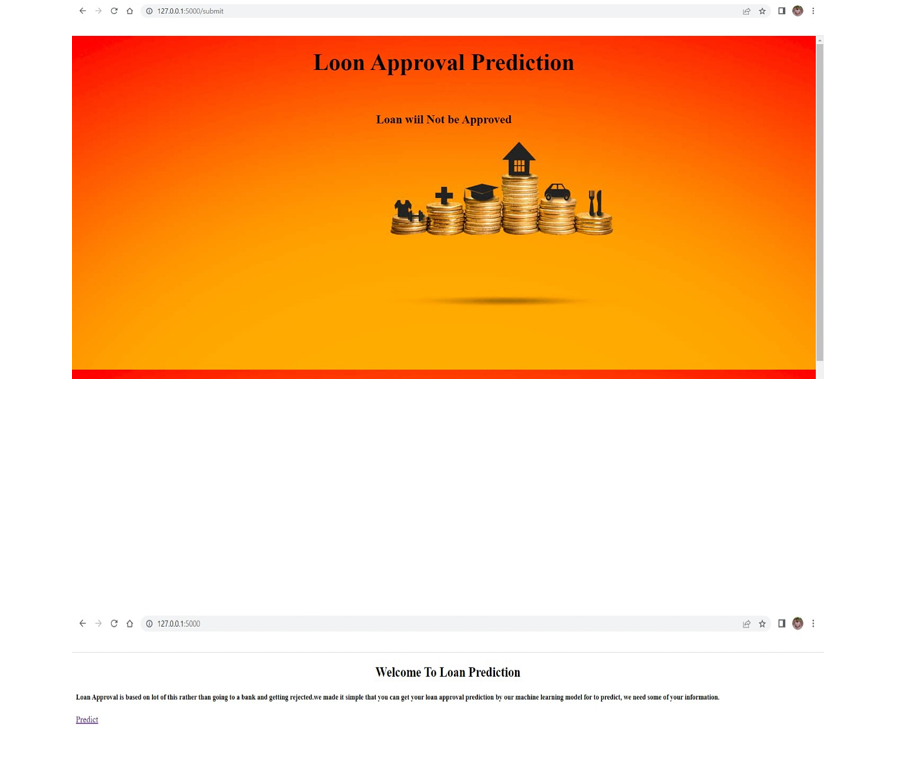 127.0.0.1:5000/submit
Loon Approval Prediction
Loan wiil Not be Approved
127.0.0.1:5000
Welcome To Loan Prediction
Loan Approval is based on lot of this rather than going to a bank and getting rejected.we made it simple that you can get your loan approval prediction by our machine learning model for to predict, we need some of your information.
Predict